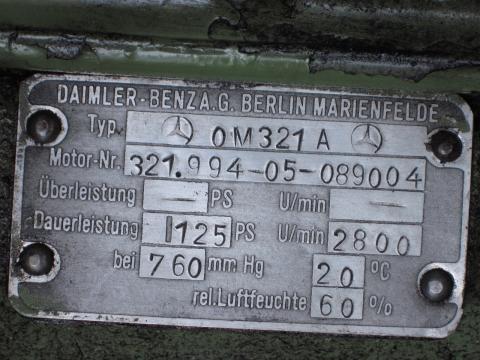 DAIMLER-BENZ A.G. BERLIN MARIENFELDE
Typ OM321A
Motor-Nr. 321.994-05-089004
Überleistung — PS U/min —
Dauerleistung 125 PS U/min 2800
bei 760 mm Hg 20 °C
rel. Luftfeuchte 60 %